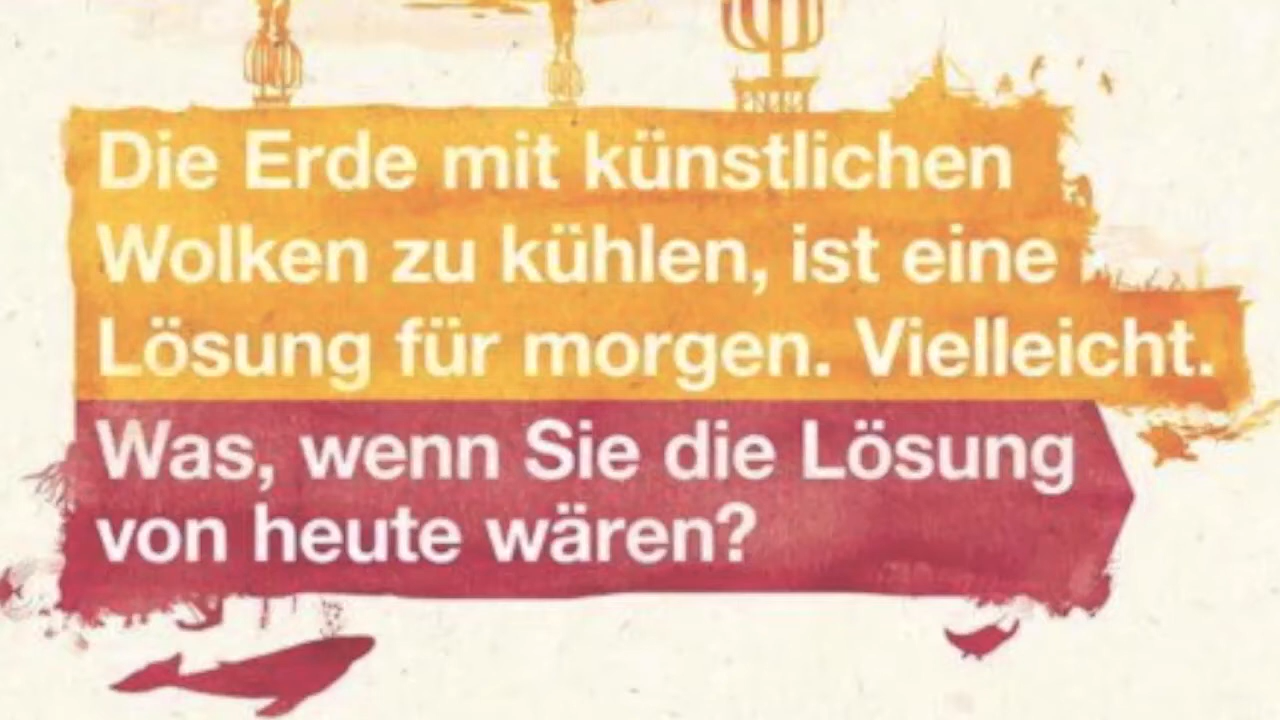 Die Erde mit künstlichen
Wolken zu kühlen, ist eine
Lösung für morgen. Vielleicht.
Was, wenn Sie die Lösung
von heute wären?